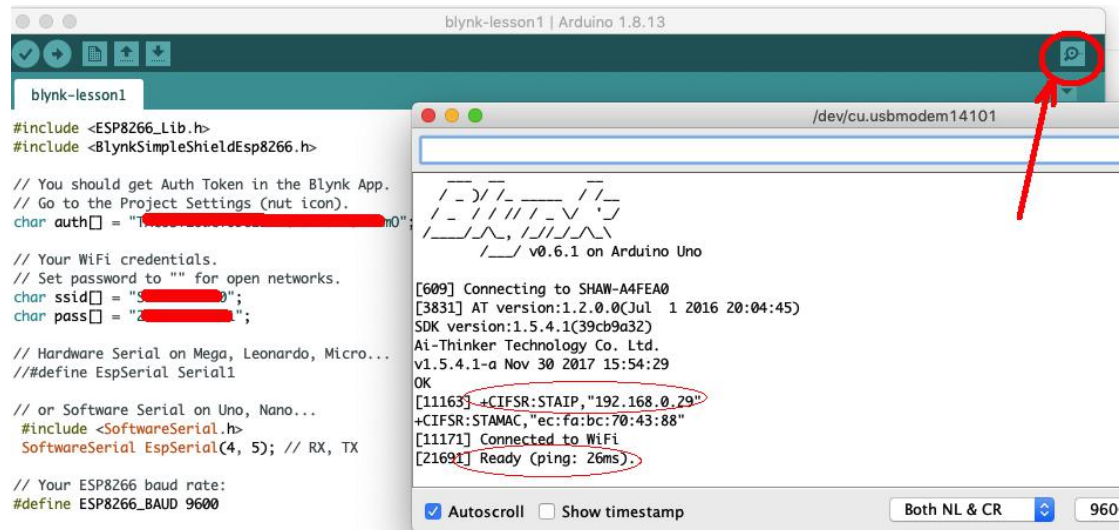 blynk-lesson1 | Arduino 1.8.13
blynk-lesson1
#include <ESP8266_Lib.h>
#include <BlynkSimpleShieldEsp8266.h>
// You should get Auth Token in the Blynk App.
// Go to the Project Settings (nut icon).
char auth[] = "T mO";
// Your WiFi credentials.
// Set password to "" for open networks.
char ssid[] = "S 0";
char pass[] = "2 1";
// Hardware Serial on Mega, Leonardo, Micro...
//#define EspSerial Serial1
// or Software Serial on Uno, Nano...
#include <SoftwareSerial.h>
SoftwareSerial EspSerial(4, 5); // RX, TX
// Your ESP8266 baud rate:
#define ESP8266_BAUD 9600
/dev/cu.usbmodem14101
/___/ v0.6.1 on Arduino Uno
[609] Connecting to SHAW-A4FEA0
[3831] AT version:1.2.0.0(Jul  1 2016 20:04:45)
SDK version:1.5.4.1(39cb9a32)
Ai-Thinker Technology Co. Ltd.
v1.5.4.1-a Nov 30 2017 15:54:29
OK
[11163] +CIFSR:STAIP,"192.168.0.29"
+CIFSR:STAMAC,"ec:fa:bc:70:43:88"
[11171] Connected to WiFi
[21691] Ready (ping: 26ms).
Autoscroll Show timestamp Both NL & CR 960